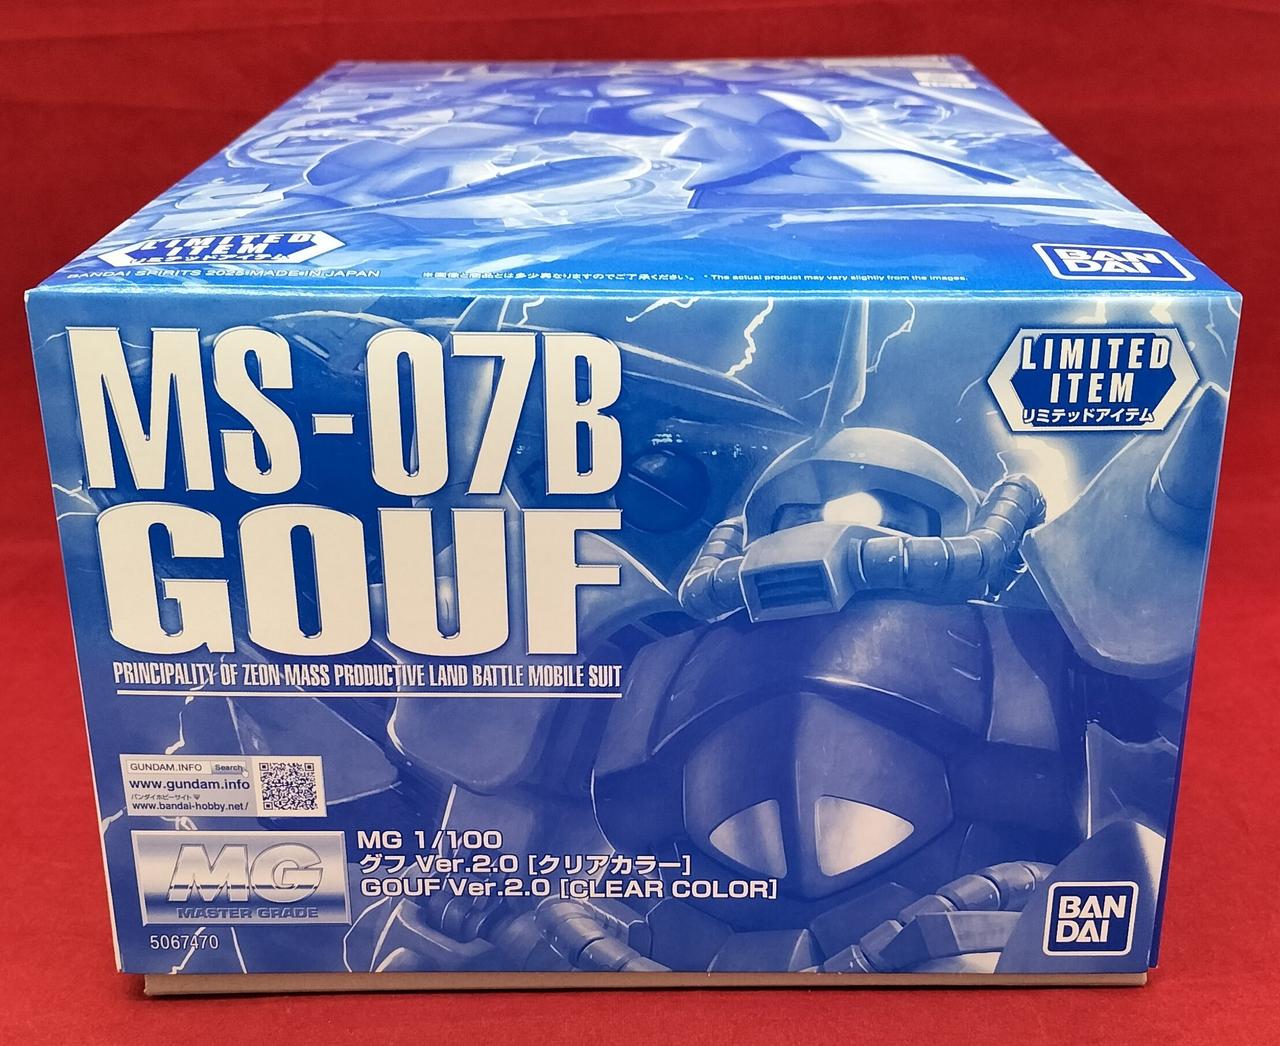 LIMITED
ITEM
リミテッドアイテム
BANDAI SPIRITS 2025 MADE IN JAPAN
※画像と商品とは多少異なりますのでご了承ください。 * The actual product may vary slightly from the images.
BAN
DAI
MS-07B
GOUF
PRINCIPALITY OF ZEON MASS PRODUCTIVE LAND BATTLE MOBILE SUIT
LIMITED
ITEM
リミテッドアイテム
GUNDAM.INFO Search
www.gundam.info
バンダイホビーサイト
www.bandai-hobby.net/
MG
MASTER GRADE
MG 1/100
グフ Ver.2.0 [クリアカラー]
GOUF Ver.2.0 [CLEAR COLOR]
5067470
BAN
DAI